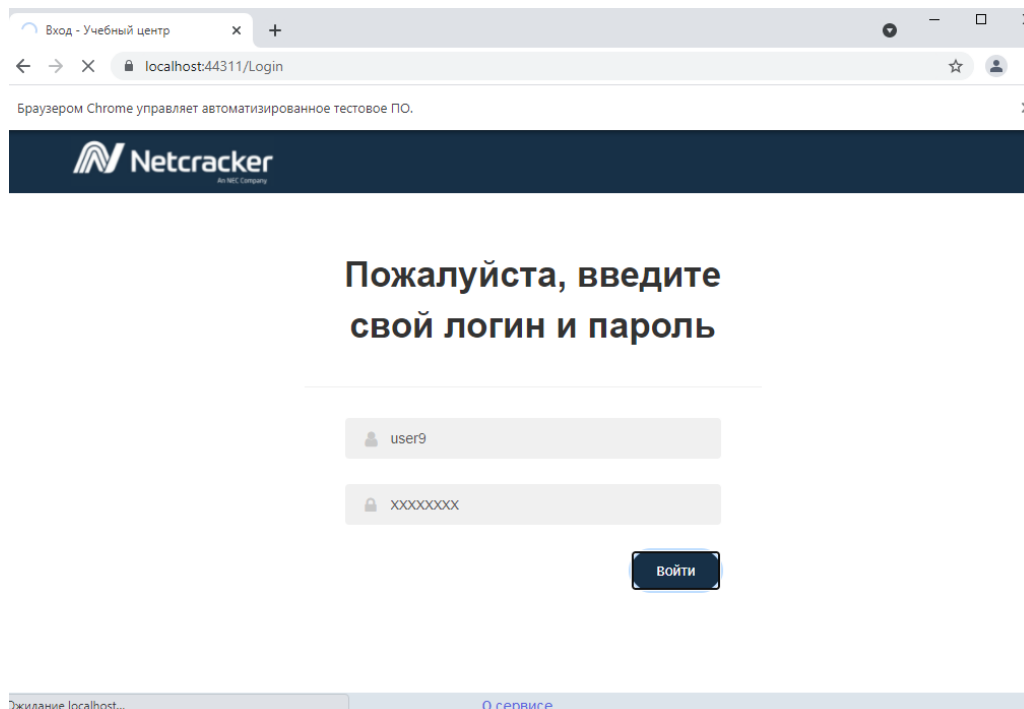 Вход - Учебный центр
localhost:44311/Login
Браузером Chrome управляет автоматизированное тестовое ПО.
Netcracker
An NEC Company
Пожалуйста, введите
свой логин и пароль
user9
XXXXXXXX
Войти
Ожидание localhost...
О сервисе